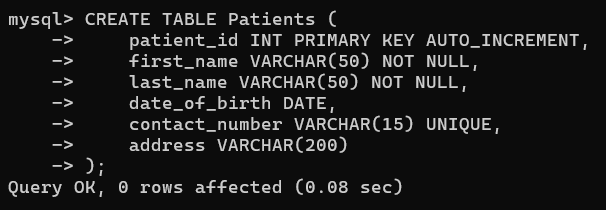 mysql> CREATE TABLE Patients (
    ->     patient_id INT PRIMARY KEY AUTO_INCREMENT,
    ->     first_name VARCHAR(50) NOT NULL,
    ->     last_name VARCHAR(50) NOT NULL,
    ->     date_of_birth DATE,
    ->     contact_number VARCHAR(15) UNIQUE,
    ->     address VARCHAR(200)
    -> );
Query OK, 0 rows affected (0.08 sec)